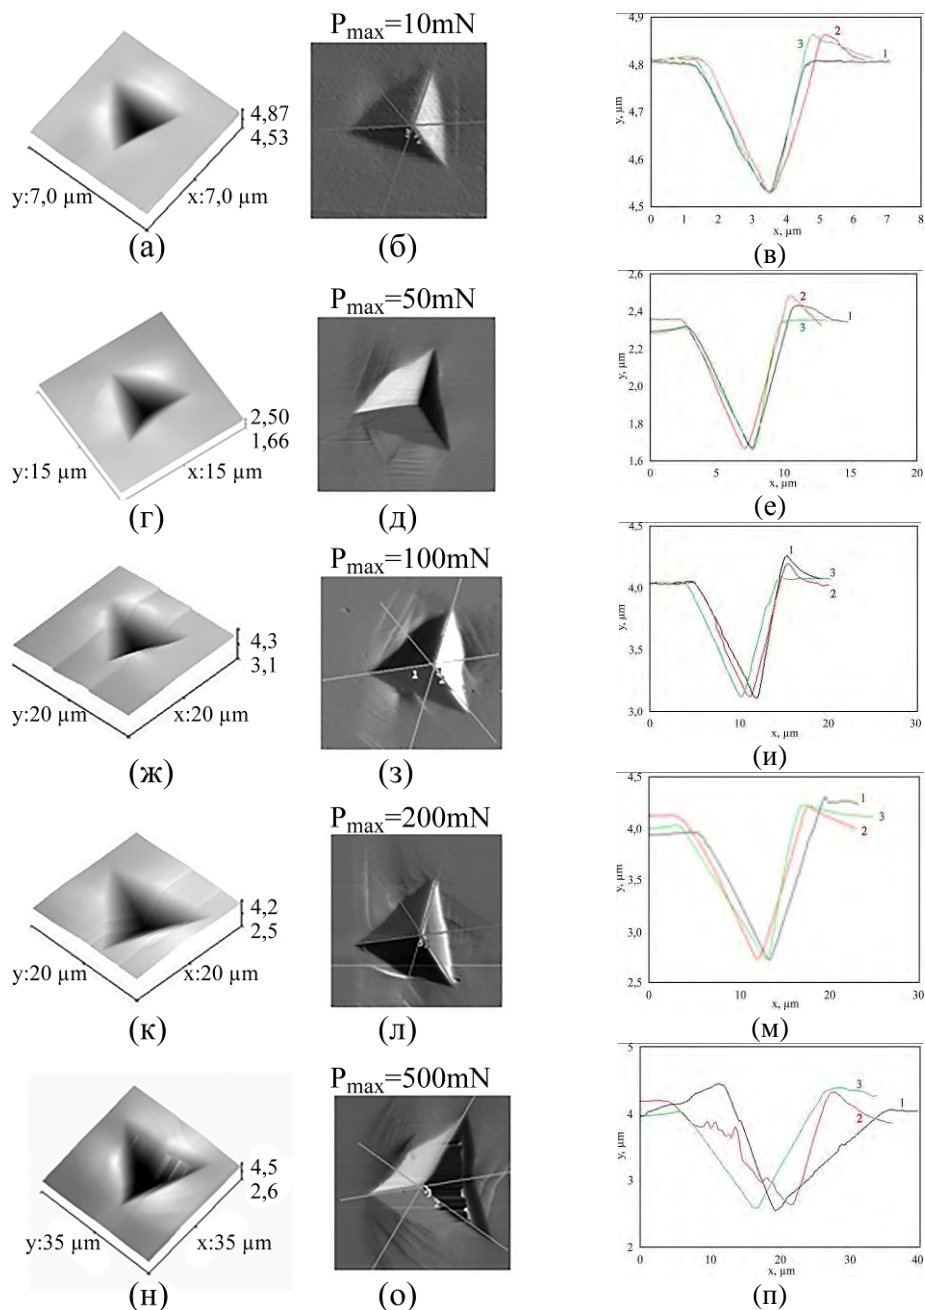 P_max=10mN
4,87
4,53
y:7,0 µm
x:7,0 µm
(а)
(б)
y, µm
4,9
4,8
4,7
4,6
4,5
0 1 2 3 4 5 6 7 8
x, µm
3 2 1
(в)
P_max=50mN
2,50
1,66
y:15 µm
x:15 µm
(г)
(д)
y, µm
2,6
2,4
2,2
2,0
1,8
1,6
0 5 10 15 20
x, µm
2 1 3
(е)
P_max=100mN
4,3
3,1
y:20 µm
x:20 µm
(ж)
1
(з)
y, µm
4,5
4,0
3,5
3,0
0 10 20 30
x, µm
1 3 2
(и)
P_max=200mN
4,2
2,5
y:20 µm
x:20 µm
(к)
(л)
y, µm
4,5
4,0
3,5
3,0
2,5
0 10 20 30
x, µm
1 3 2
(м)
P_max=500mN
4,5
2,6
y:35 µm
x:35 µm
(н)
(о)
y, µm
5
4
3
2
0 10 20 30 40
x, µm
3 1 2
(п)